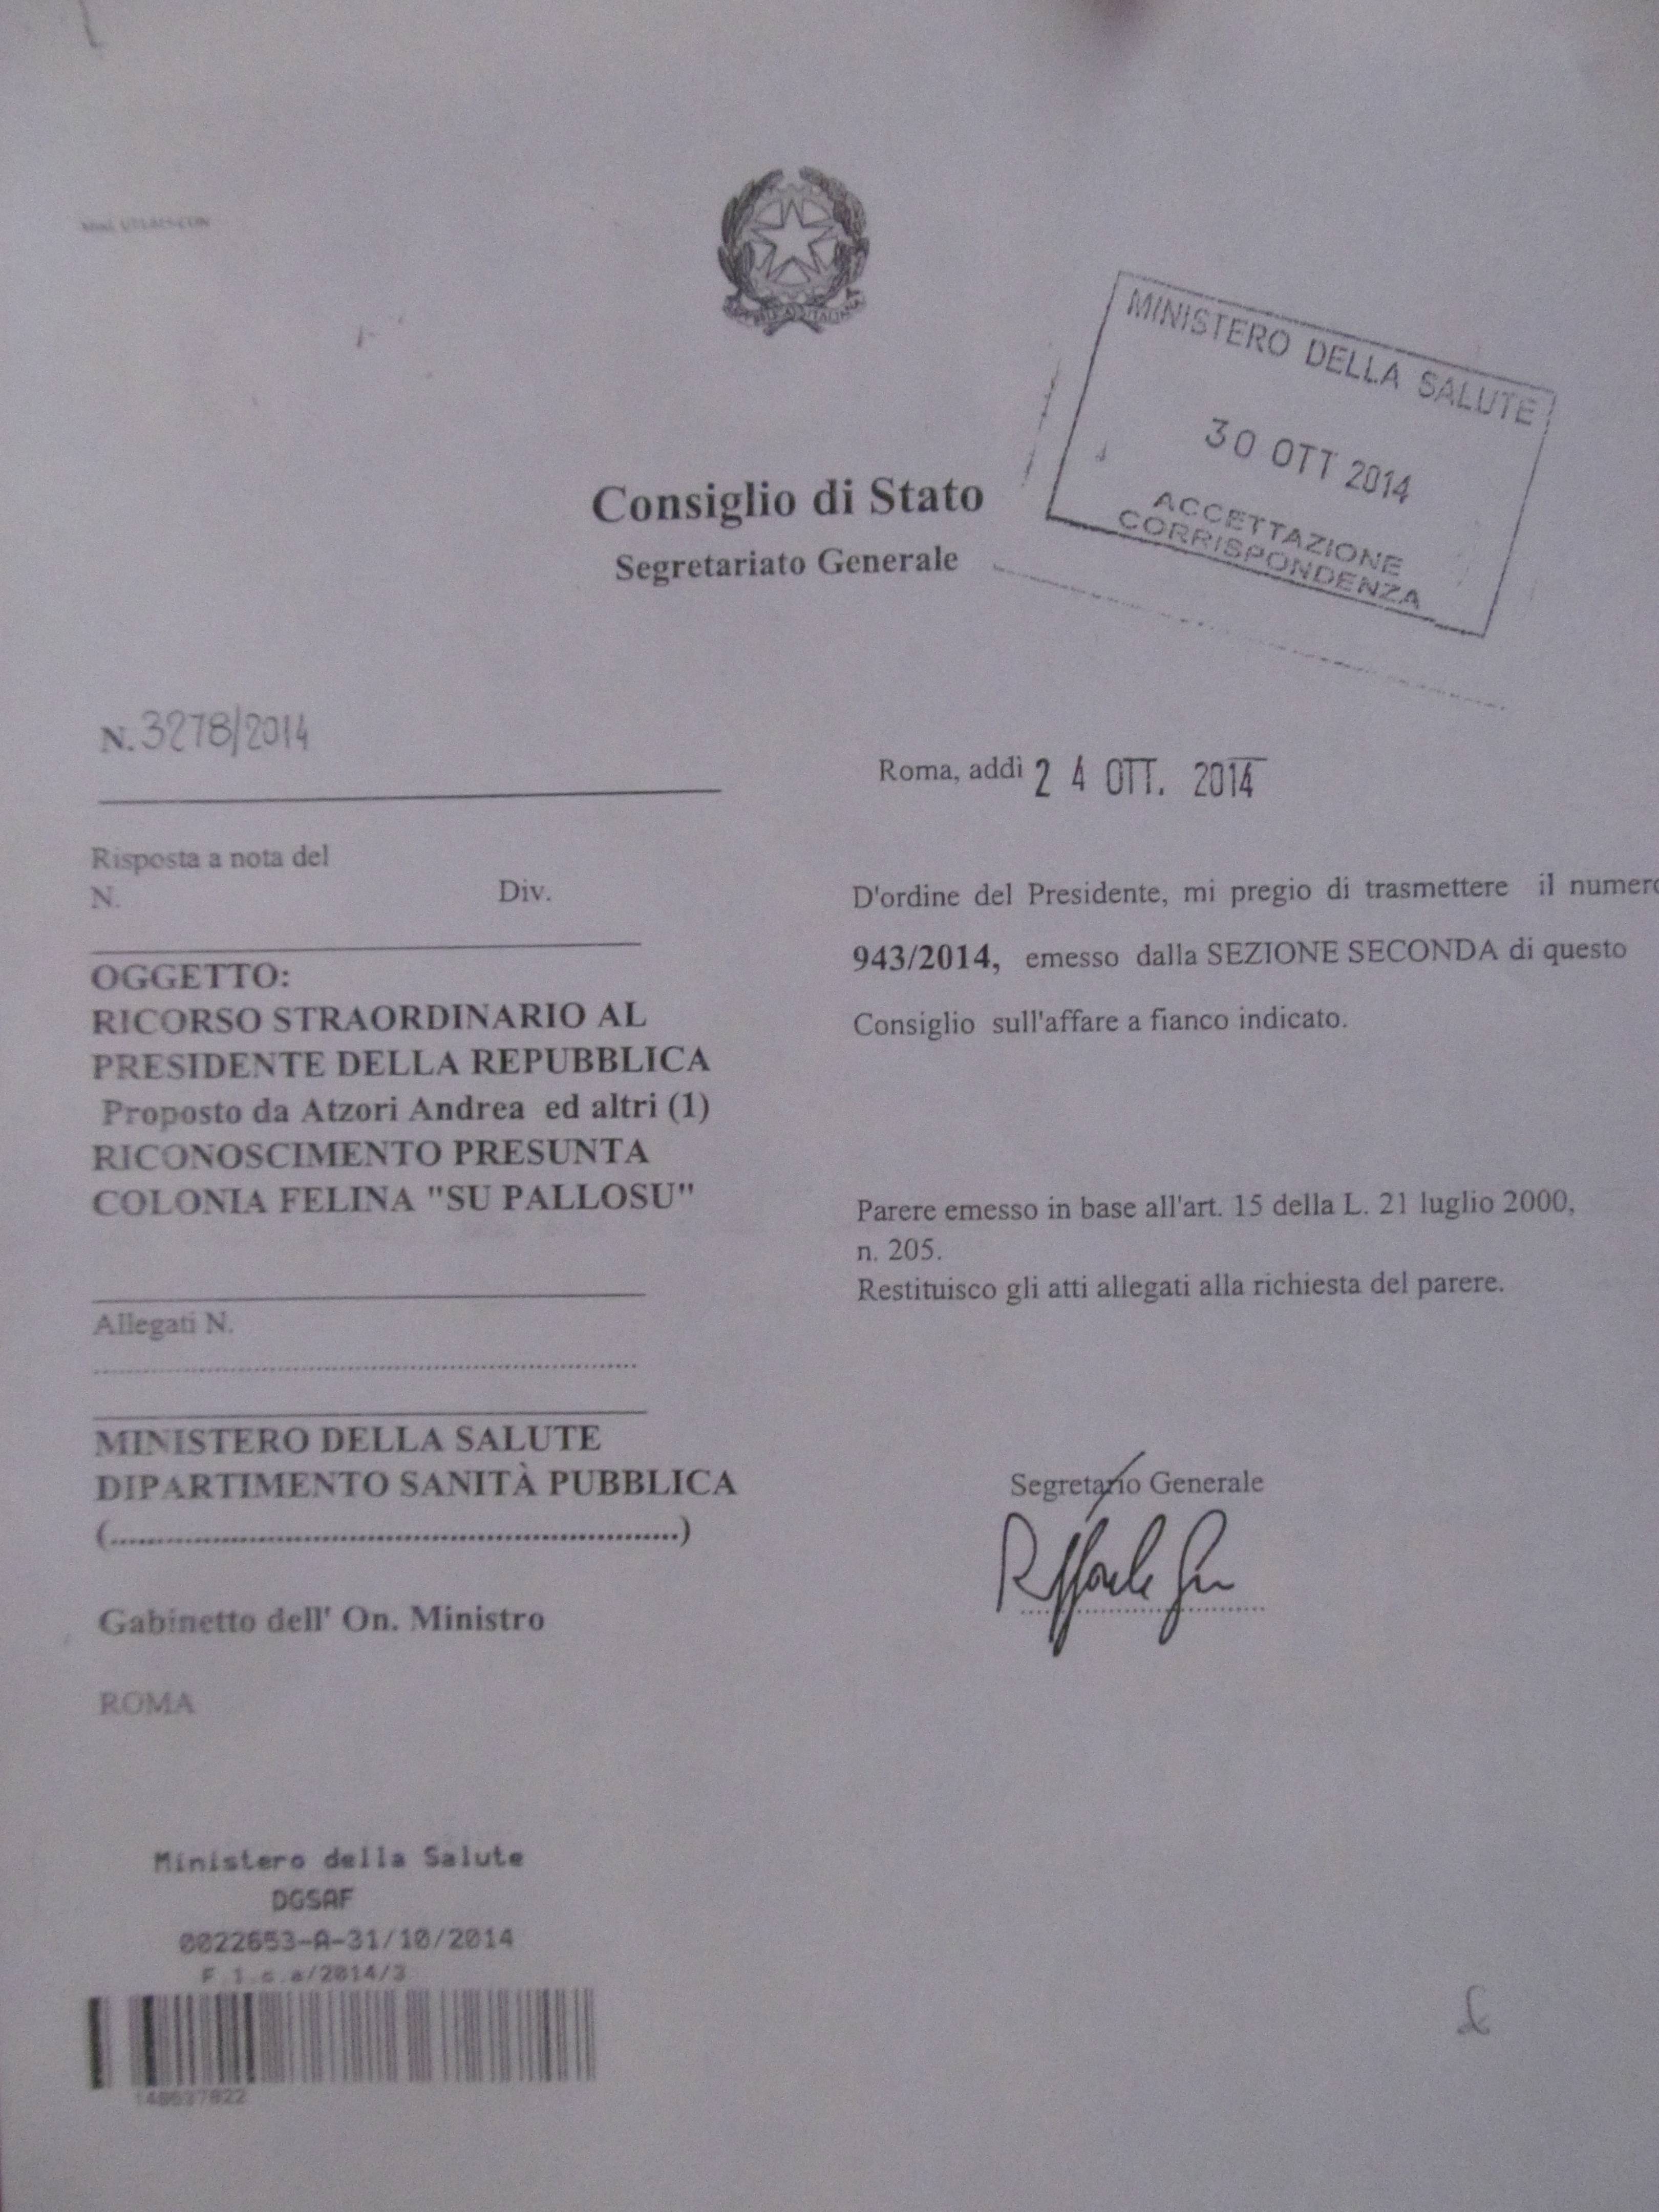 MINISTERO DELLA SALUTE
30 OTT 2014
ACCETTAZIONE
CORRISPONDENZA
Consiglio di Stato
Segretariato Generale
N. 3278/2014
Risposta a nota del
N. Div.
OGGETTO:
RICORSO STRAORDINARIO AL
PRESIDENTE DELLA REPUBBLICA
Proposto da Atzori Andrea ed altri (1)
RICONOSCIMENTO PRESUNTA
COLONIA FELINA "SU PALLOSU"
Allegati N.
MINISTERO DELLA SALUTE
DIPARTIMENTO SANITÀ PUBBLICA
(............................................................)
Gabinetto dell' On. Ministro
ROMA
Roma, addì 24 OTT. 2014
D'ordine del Presidente, mi pregio di trasmettere il numero
943/2014, emesso dalla SEZIONE SECONDA di questo
Consiglio sull'affare a fianco indicato.
Parere emesso in base all'art. 15 della L. 21 luglio 2000,
n. 205.
Restituisco gli atti allegati alla richiesta del parere.
Segretario Generale
Ministero della Salute
DGSAF
0022653-A-31/10/2014